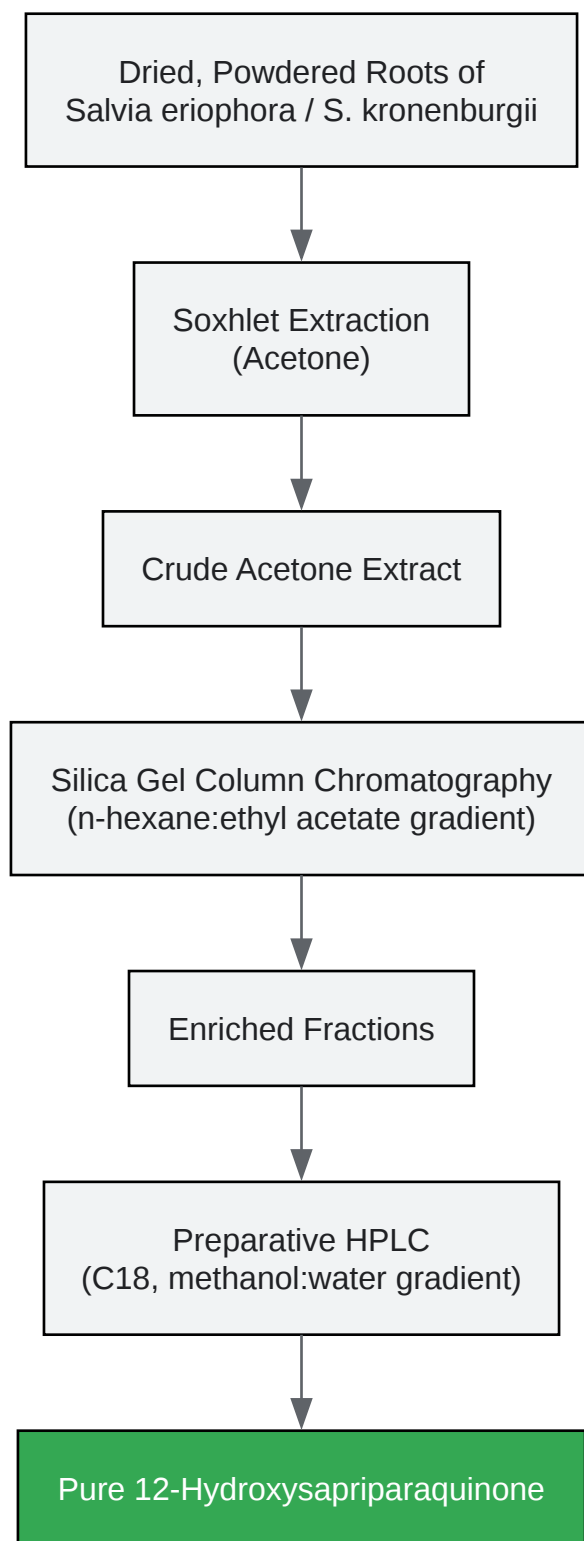 Dried, Powdered Roots of
Salvia eriophora / S. kronenburgii
Soxhlet Extraction
(Acetone)
Crude Acetone Extract
Silica Gel Column Chromatography
(n-hexane:ethyl acetate gradient)
Enriched Fractions
Preparative HPLC
(C18, methanol:water gradient)
Pure 12-Hydroxysapriparaquinone